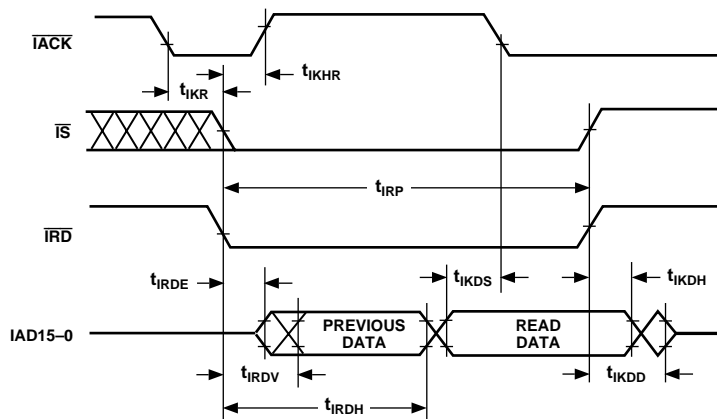 IACK
tIKR
tIKHR
IS
tIRP
IRD
tIRDE
tIKDS
tIKDH
IAD15–0
PREVIOUS
DATA
READ
DATA
tIRDV
tIKDD
tIRDH